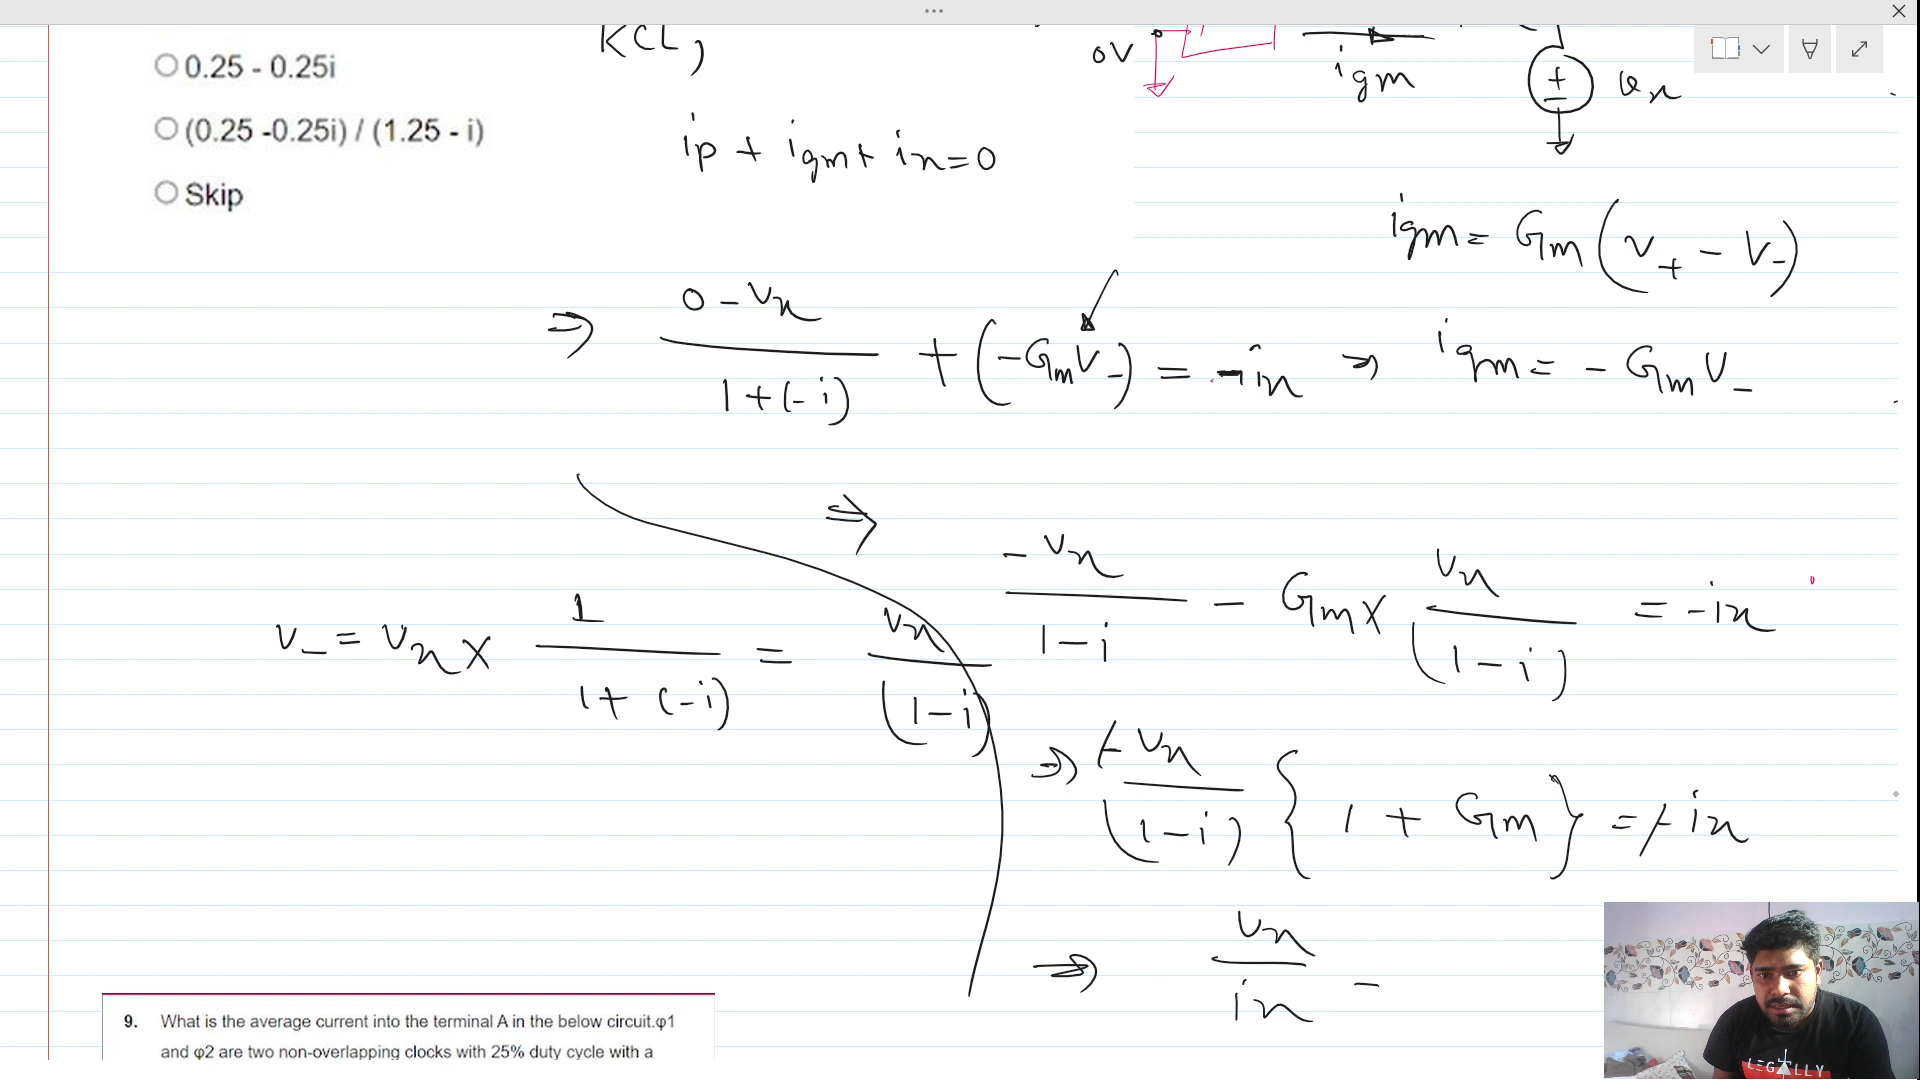 0.25 - 0.25i
(0.25 -0.25i) / (1.25 - i)
Skip
KCL,
ip + igm + ix = 0
0V
igm
+
-
vx
igm = Gm (v+ - v-)
⇒ 0 - vx / 1 + (-i) + (-Gm v-) = -ix ⇒ igm = - Gm v-
⇒ -vx / 1 - i - Gm x vx / (1 - i) = -ix
v- = vx x 1 / 1 + (-i) = vx / (1 - i)
⇒ -vx / (1 - i) { 1 + Gm } = -ix
⇒ vx / ix =
9. What is the average current into the terminal A in the below circuit.φ1
and φ2 are two non-overlapping clocks with 25% duty cycle with a
LEGALLY